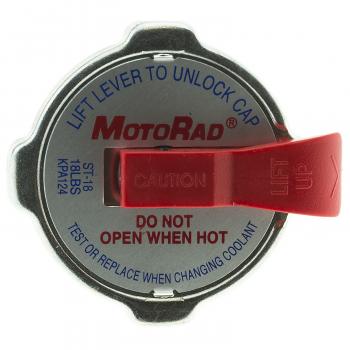 LIFT LEVER TO UNLOCK CAP
MOTORAD®
ST-18
18LBS
KPA124
CAUTION
LIFT
UP
DO NOT
OPEN WHEN HOT
TEST OR REPLACE WHEN CHANGING COOLANT